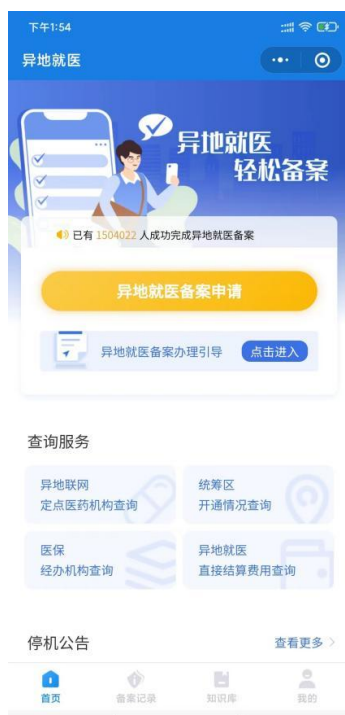 下午1:54
异地就医
异地就医
轻松备案
已有 1504022 人成功完成异地就医备案
异地就医备案申请
异地就医备案办理引导 点击进入
查询服务
异地联网
定点医药机构查询
统筹区
开通情况查询
医保
经办机构查询
异地就医
直接结算费用查询
停机公告 查看更多 >
首页 备案记录 知识库 我的